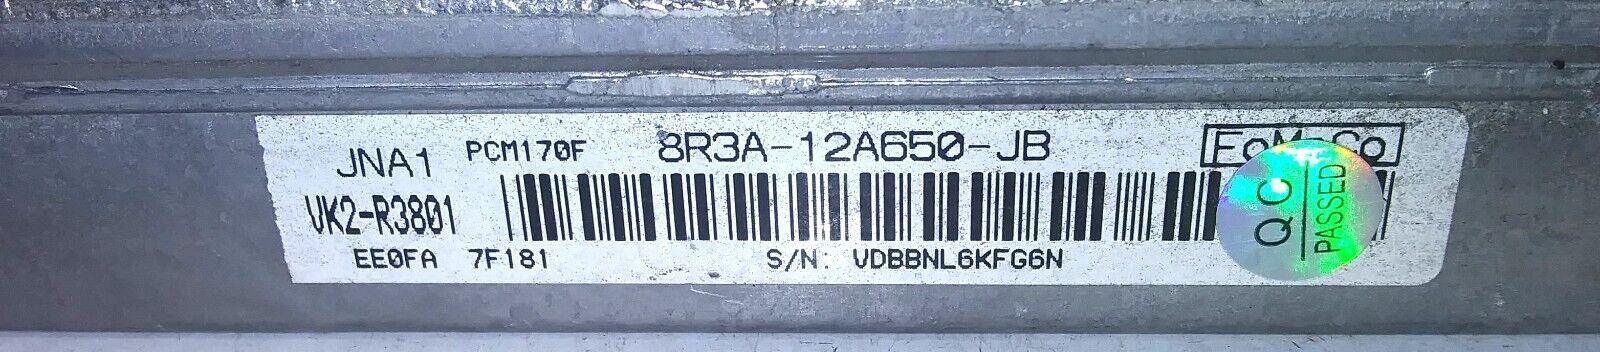 JNA1 PCM170F 8R3A-12A650-JB FoMoCo
VK2-R3801
EE0FA 7F181 S/N: VDBBNL6KFG6N
QC
PASSED